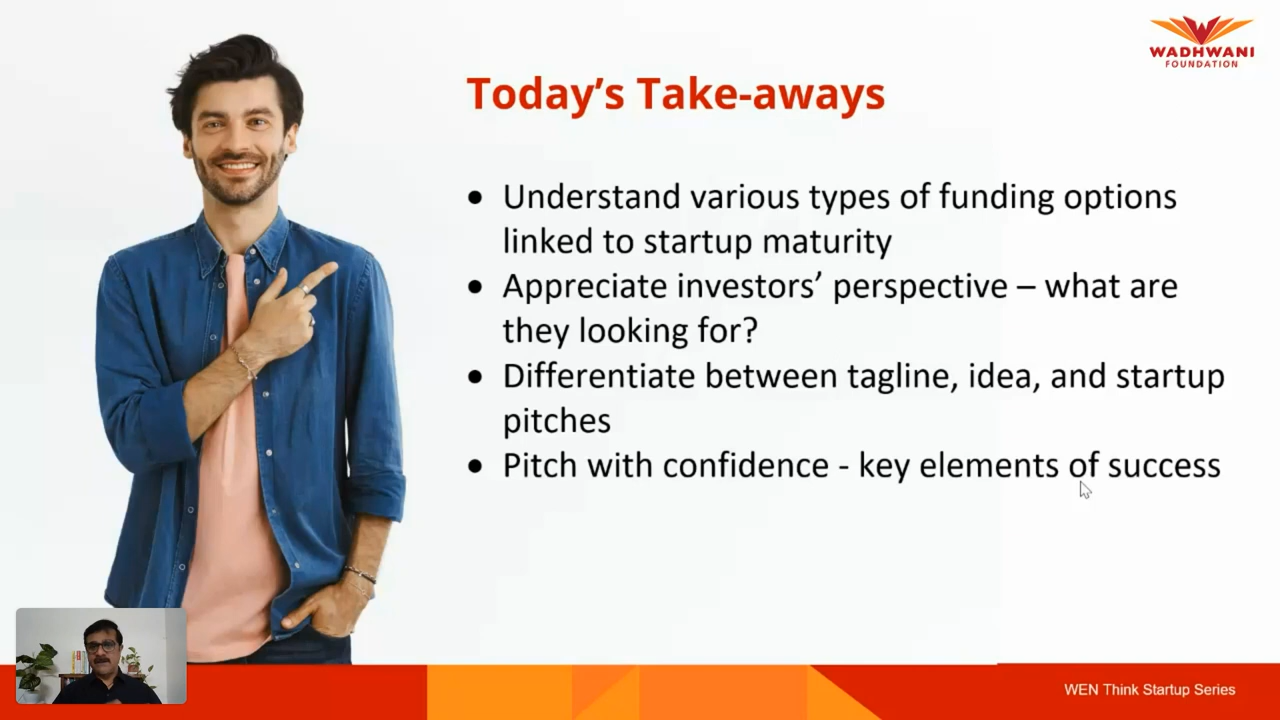 WADHWANI
FOUNDATION
Today's Take-aways
• Understand various types of funding options
linked to startup maturity
• Appreciate investors' perspective – what are
they looking for?
• Differentiate between tagline, idea, and startup
pitches
• Pitch with confidence - key elements of success
WEN Think Startup Series